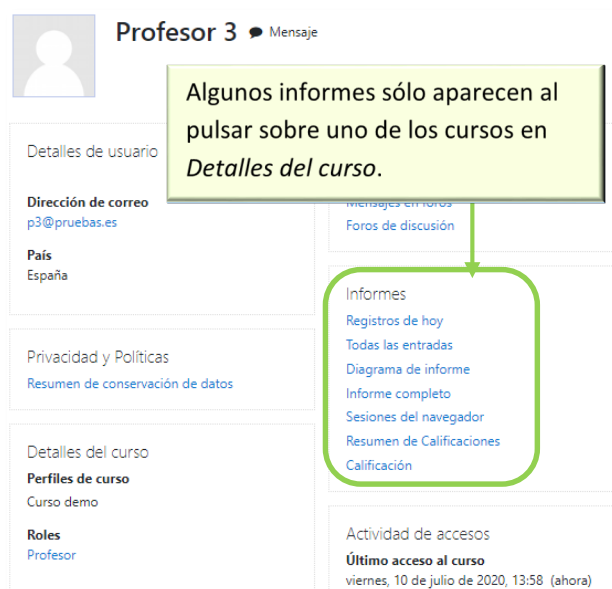 Profesor 3 Mensaje
Algunos informes sólo aparecen al
pulsar sobre uno de los cursos en
Detalles del curso.
Detalles de usuario
Dirección de correo
p3@pruebas.es
País
España
Privacidad y Políticas
Resumen de conservación de datos
Detalles del curso
Perfiles de curso
Curso demo
Roles
Profesor
Mensajes en foros
Foros de discusión
Informes
Registros de hoy
Todas las entradas
Diagrama de informe
Informe completo
Sesiones del navegador
Resumen de Calificaciones
Calificación
Actividad de accesos
Último acceso al curso
viernes, 10 de julio de 2020, 13:58 (ahora)